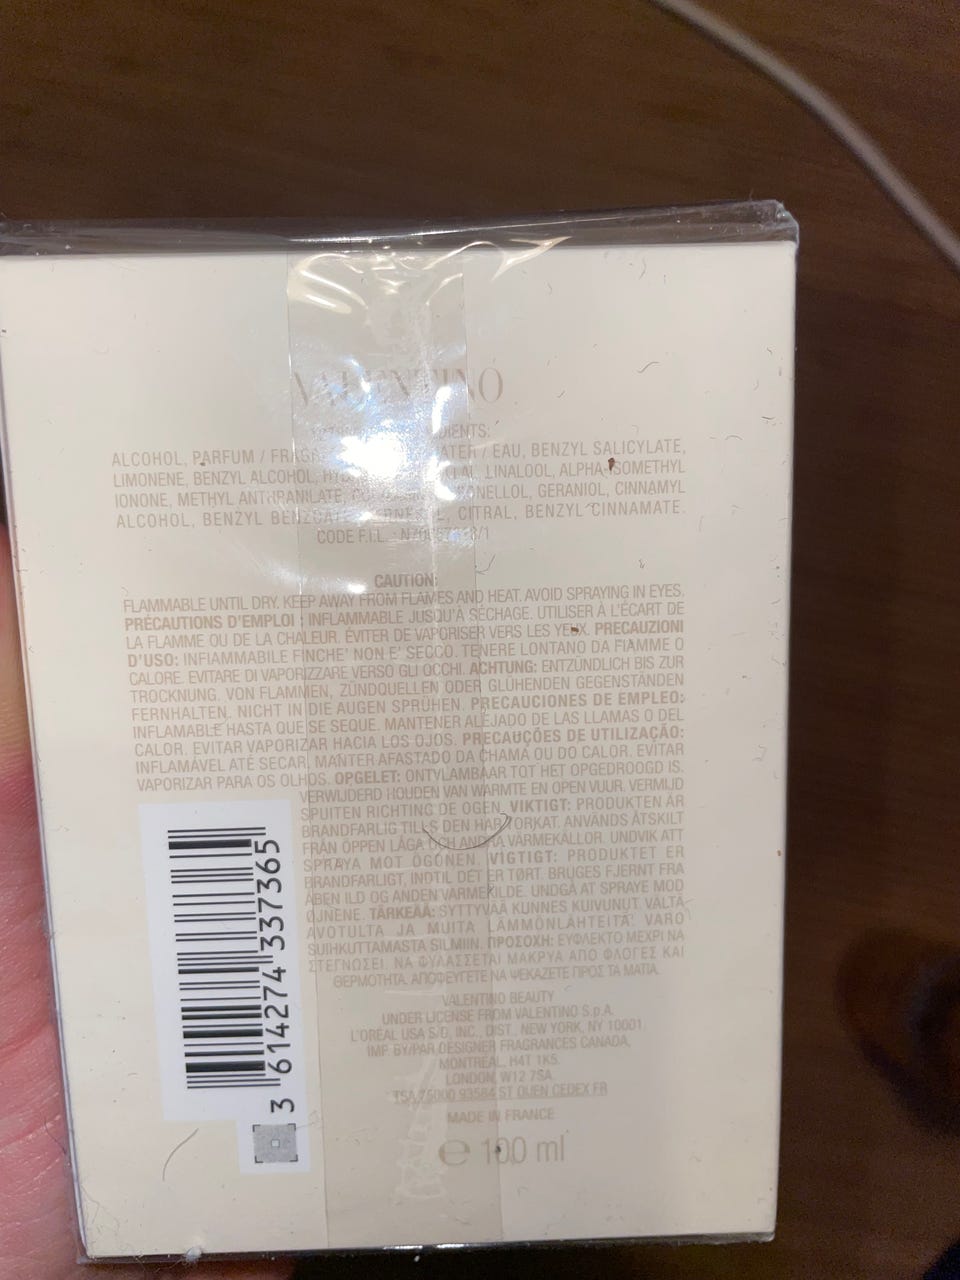 VALENTINO
ALCOHOL, PARFUM / EAU, BENZYL SALICYLATE,
LIMONENE, BENZYL ALCOHOL, LINALOOL, ALPHA-ISOMETHYL
IONONE, METHYL ANTHRANILATE, GERANIOL, CINNAMYL
ALCOHOL, BENZYL CITRAL, BENZYL CINNAMATE.
CODE F.I.L. :
CAUTION:
FLAMMABLE UNTIL DRY. KEEP AWAY FROM FLAMES AND HEAT. AVOID SPRAYING IN EYES.
PRÉCAUTIONS D'EMPLOI : INFLAMMABLE JUSQU'À SÉCHAGE. UTILISER À L'ÉCART DE
LA FLAMME OU DE LA CHALEUR. ÉVITER DE VAPORISER VERS LES YEUX. PRECAUZIONI
D'USO: INFIAMMABILE FINCHE' NON E' SECCO. TENERE LONTANO DA FIAMME O
CALORE. EVITARE DI VAPORIZZARE VERSO GLI OCCHI. ACHTUNG: ENTZÜNDLICH BIS ZUR
TROCKNUNG. VON FLAMMEN, ZÜNDQUELLEN ODER GLÜHENDEN GEGENSTÄNDEN
FERNHALTEN. NICHT IN DIE AUGEN SPRÜHEN. PRECAUCIONES DE EMPLEO:
INFLAMABLE HASTA QUE SE SEQUE. MANTENER ALEJADO DE LAS LLAMAS O DEL
CALOR. EVITAR VAPORIZAR HACIA LOS OJOS. PRECAUÇÕES DE UTILIZAÇÃO:
INFLAMÁVEL ATÉ SECAR. MANTER AFASTADO DA CHAMA OU DO CALOR. EVITAR
VAPORIZAR PARA OS OLHOS. OPGELET: ONTVLAMBAAR TOT HET OPGEDROOGD IS.
VERWIJDERD HOUDEN VAN WARMTE EN OPEN VUUR. VERMIJD
SPUITEN RICHTING DE OGEN. VIKTIGT: PRODUKTEN ÄR
BRANDFARLIG TILLS DEN HAR TORKAT. ANVÄNDS ÅTSKILT
FRÅN ÖPPEN LÅGA OCH ANDRA VÄRMEKÄLLOR. UNDVIK ATT
SPRAYA MOT ÖGONEN. VIGTIGT: PRODUKTET ER
BRANDFARLIGT, INDTIL DET ER TØRT. BRUGES FJERNT FRA
ÅBEN ILD OG ANDEN VARMEKILDE. UNDGÅ AT SPRAYE MOD
ØJNENE. TÄRKEÄÄ: SYTTYVÄÄ KUNNES KUIVUNUT. VÄLTÄ
AVOTULTA JA MUITA LÄMMÖNLÄHTEITÄ. VARO
SUIHKUTTAMASTA SILMIIN. ΠΡΟΣΟΧΗ: ΕΥΦΛΕΚΤΟ ΜΕΧΡΙ ΝΑ
ΣΤΕΓΝΩΣΕΙ. ΝΑ ΦΥΛΑΣΣΕΤΑΙ ΜΑΚΡΥΑ ΑΠΟ ΦΛΟΓΕΣ ΚΑΙ
ΘΕΡΜΟΤΗΤΑ. ΑΠΟΦΕΥΓΕΤΕ ΝΑ ΨΕΚΑΖΕΤΕ ΠΡΟΣ ΤΑ ΜΑΤΙΑ.
VALENTINO BEAUTY
UNDER LICENSE FROM VALENTINO S.p.A.
L'ORÉAL USA S/D, INC., DIST. NEW YORK, NY 10001.
IMP. BY/PAR DESIGNER FRAGRANCES CANADA,
MONTRÉAL, H4T 1K5.
LONDON, W12 7SA
TSA 75000 93584 ST OUEN CEDEX FR
MADE IN FRANCE
℮ 100 ml
3 614274 337365